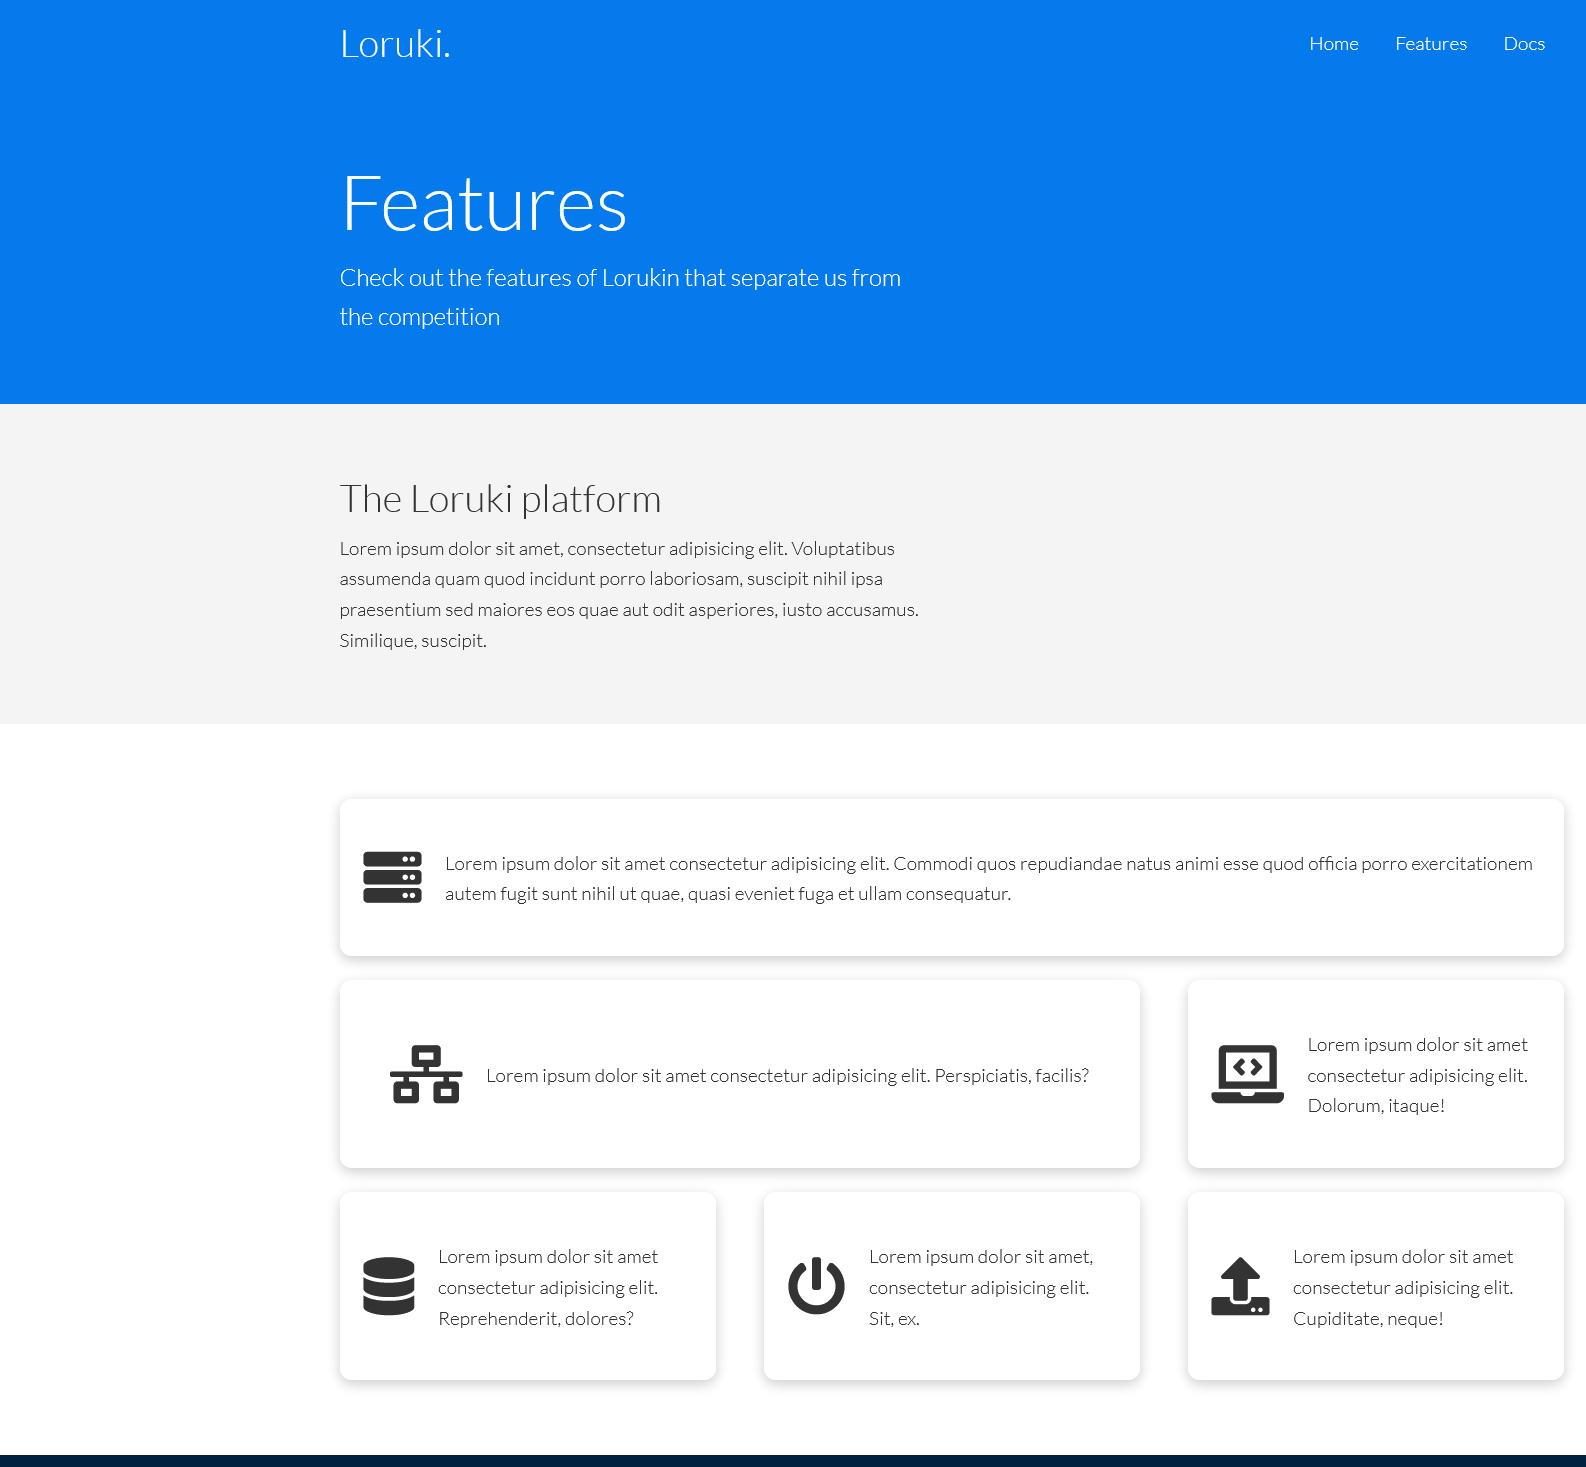 Loruki.
Home
Features
Docs
Features
Check out the features of Lorukin that separate us from
the competition
The Loruki platform
Lorem ipsum dolor sit amet, consectetur adipisicing elit. Voluptatibus
assumenda quam quod incidunt porro laboriosam, suscipit nihil ipsa
praesentium sed maiores eos quae aut odit asperiores, iusto accusamus.
Similique, suscipit.
Lorem ipsum dolor sit amet consectetur adipisicing elit. Commodi quos repudiandae natus animi esse quod officia porro exercitationem
autem fugit sunt nihil ut quae, quasi eveniet fuga et ullam consequatur.
Lorem ipsum dolor sit amet consectetur adipisicing elit. Perspiciatis, facilis?
Lorem ipsum dolor sit amet
consectetur adipisicing elit.
Dolorum, itaque!
Lorem ipsum dolor sit amet
consectetur adipisicing elit.
Reprehenderit, dolores?
Lorem ipsum dolor sit amet,
consectetur adipisicing elit.
Sit, ex.
Lorem ipsum dolor sit amet
consectetur adipisicing elit.
Cupiditate, neque!